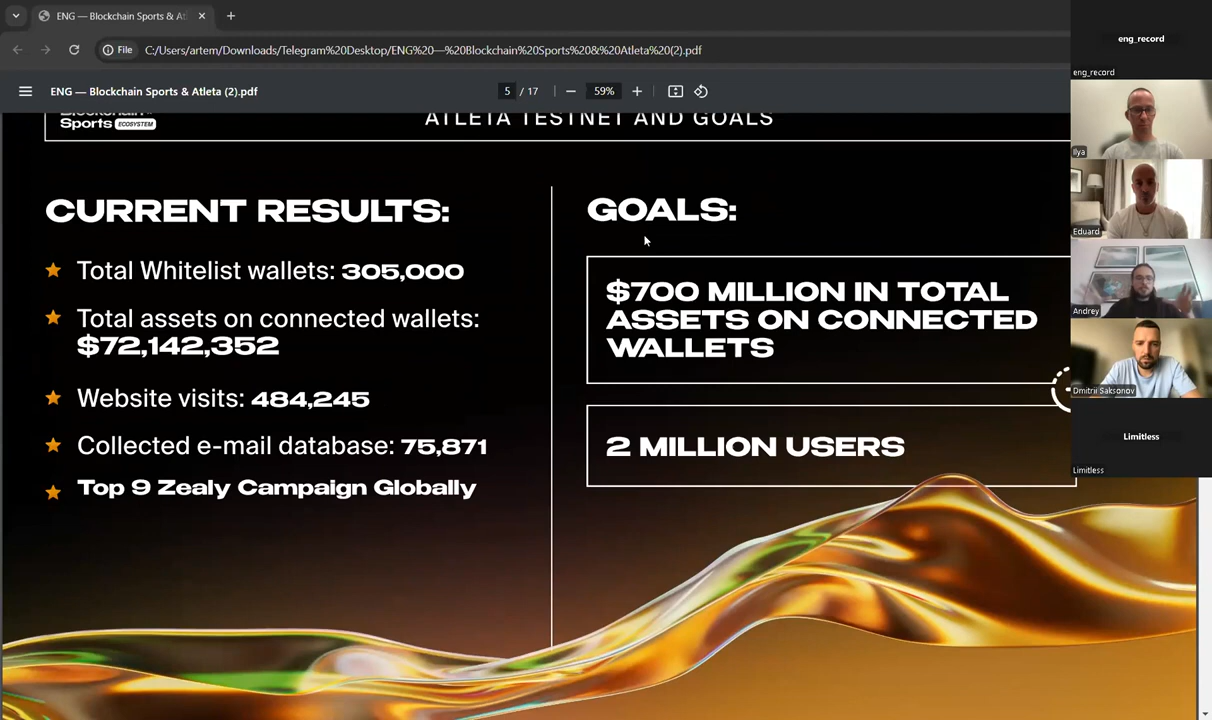 ENG — Blockchain Sports & At
File
C:/Users/artem/Downloads/Telegram%20Desktop/ENG%20—%20Blockchain%20Sports%20&%20Atleta%20(2).pdf
ENG — Blockchain Sports & Atleta (2).pdf
5 / 17
59%
Blockchain
Sports ECOSYSTEM
ATLETA TESTNET AND GOALS
CURRENT RESULTS:
Total Whitelist wallets: 305,000
Total assets on connected wallets:
$72,142,352
Website visits: 484,245
Collected e-mail database: 75,871
Top 9 Zealy Campaign Globally
GOALS:
$700 MILLION IN TOTAL
ASSETS ON CONNECTED
WALLETS
2 MILLION USERS
eng_record
eng_record
Ilya
Eduard
Andrey
Dmitrii Saksonov
Limitless
Limitless